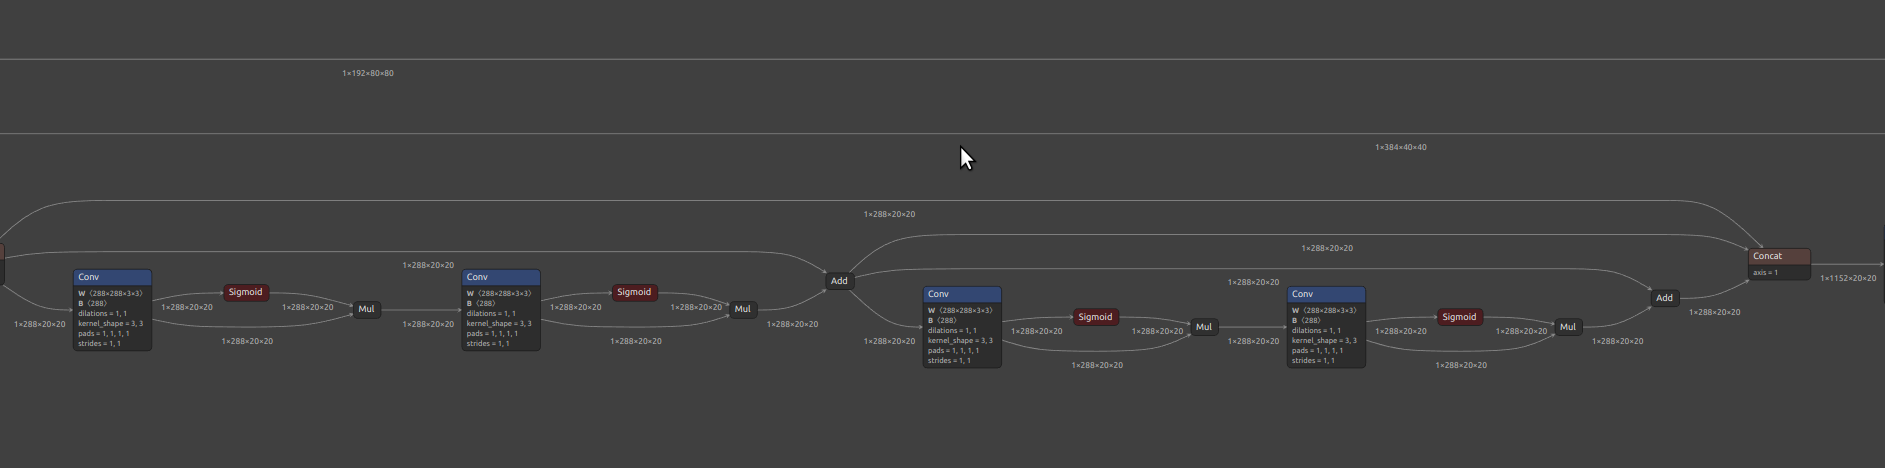 1×192×80×80
1×384×40×40
1×288×20×20
1×288×20×20
1×288×20×20
1×288×20×20
Conv
W ⟨288×288×3×3⟩
B ⟨288⟩
dilations = 1, 1
kernel_shape = 3, 3
pads = 1, 1, 1, 1
strides = 1, 1
1×288×20×20
Sigmoid
1×288×20×20
1×288×20×20
Mul
1×288×20×20
Conv
W ⟨288×288×3×3⟩
B ⟨288⟩
dilations = 1, 1
kernel_shape = 3, 3
pads = 1, 1, 1, 1
strides = 1, 1
1×288×20×20
Sigmoid
1×288×20×20
1×288×20×20
Mul
1×288×20×20
Add
1×288×20×20
1×288×20×20
Conv
W ⟨288×288×3×3⟩
B ⟨288⟩
dilations = 1, 1
kernel_shape = 3, 3
pads = 1, 1, 1, 1
strides = 1, 1
1×288×20×20
Sigmoid
1×288×20×20
1×288×20×20
Mul
1×288×20×20
Conv
W ⟨288×288×3×3⟩
B ⟨288⟩
dilations = 1, 1
kernel_shape = 3, 3
pads = 1, 1, 1, 1
strides = 1, 1
1×288×20×20
Sigmoid
1×288×20×20
1×288×20×20
Mul
1×288×20×20
Add
1×288×20×20
Concat
axis = 1
1×1152×20×20